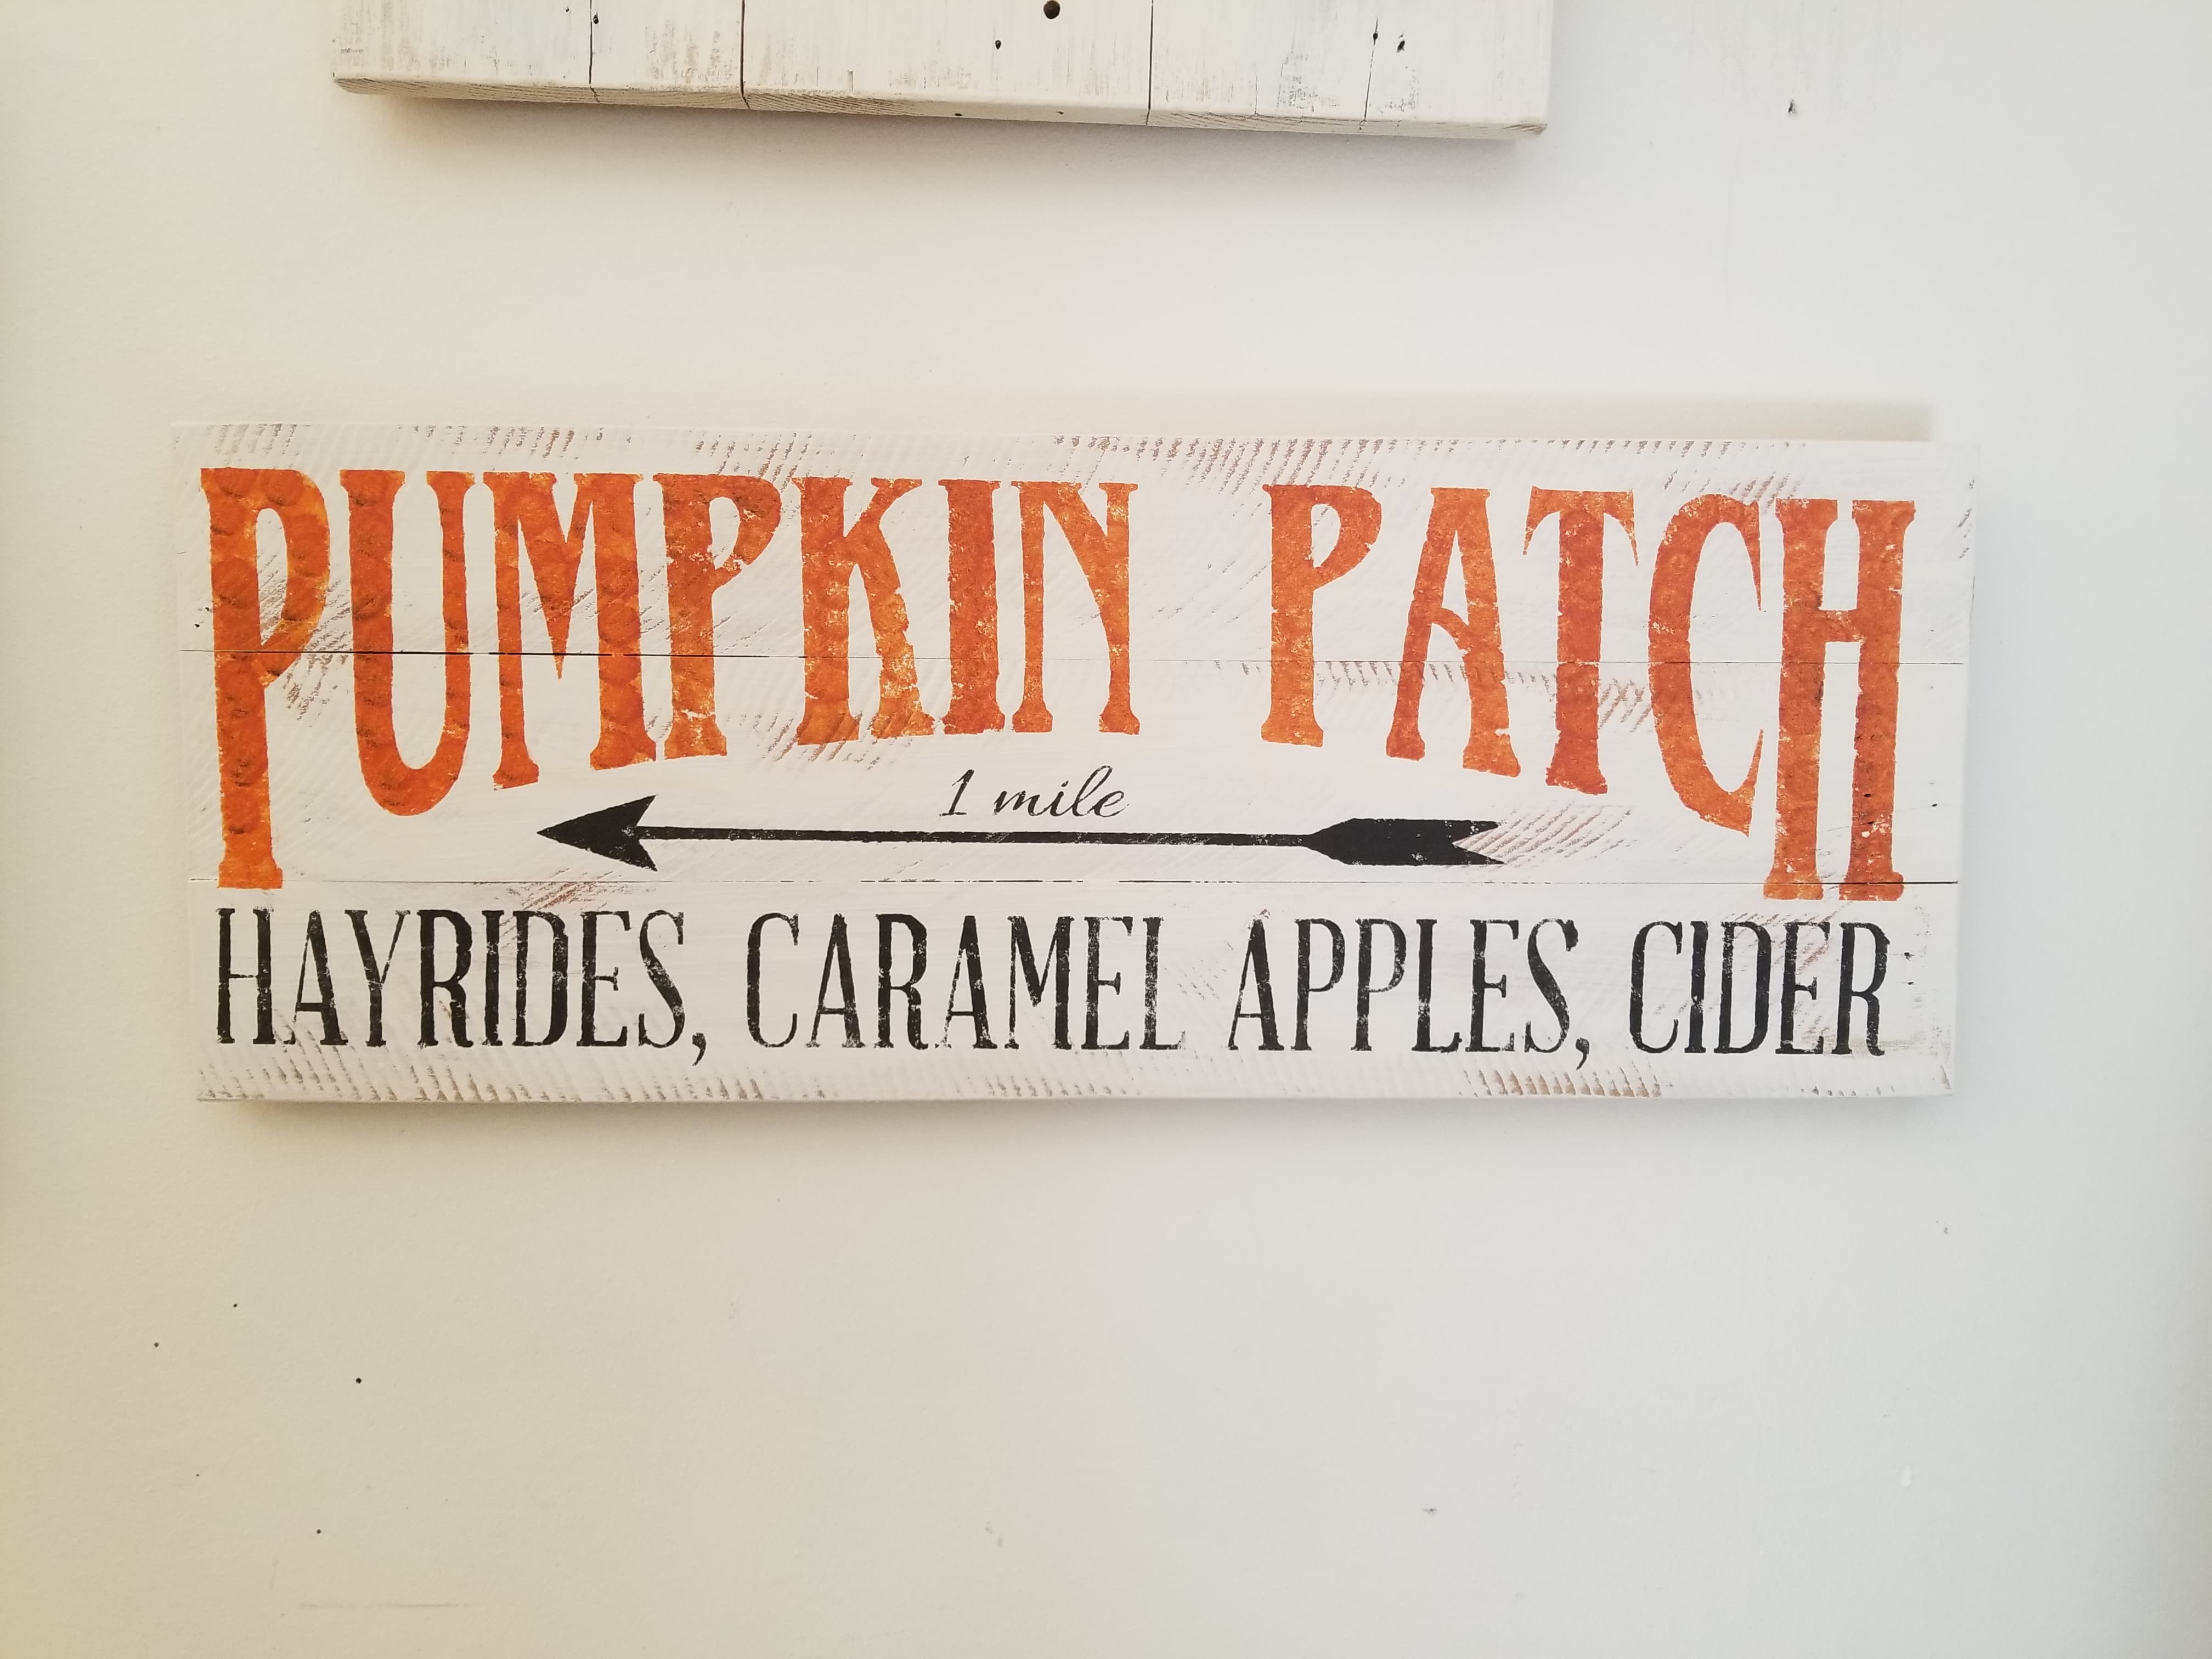 PUMPKIN PATCH
1 mile
HAYRIDES, CARAMEL APPLES, CIDER